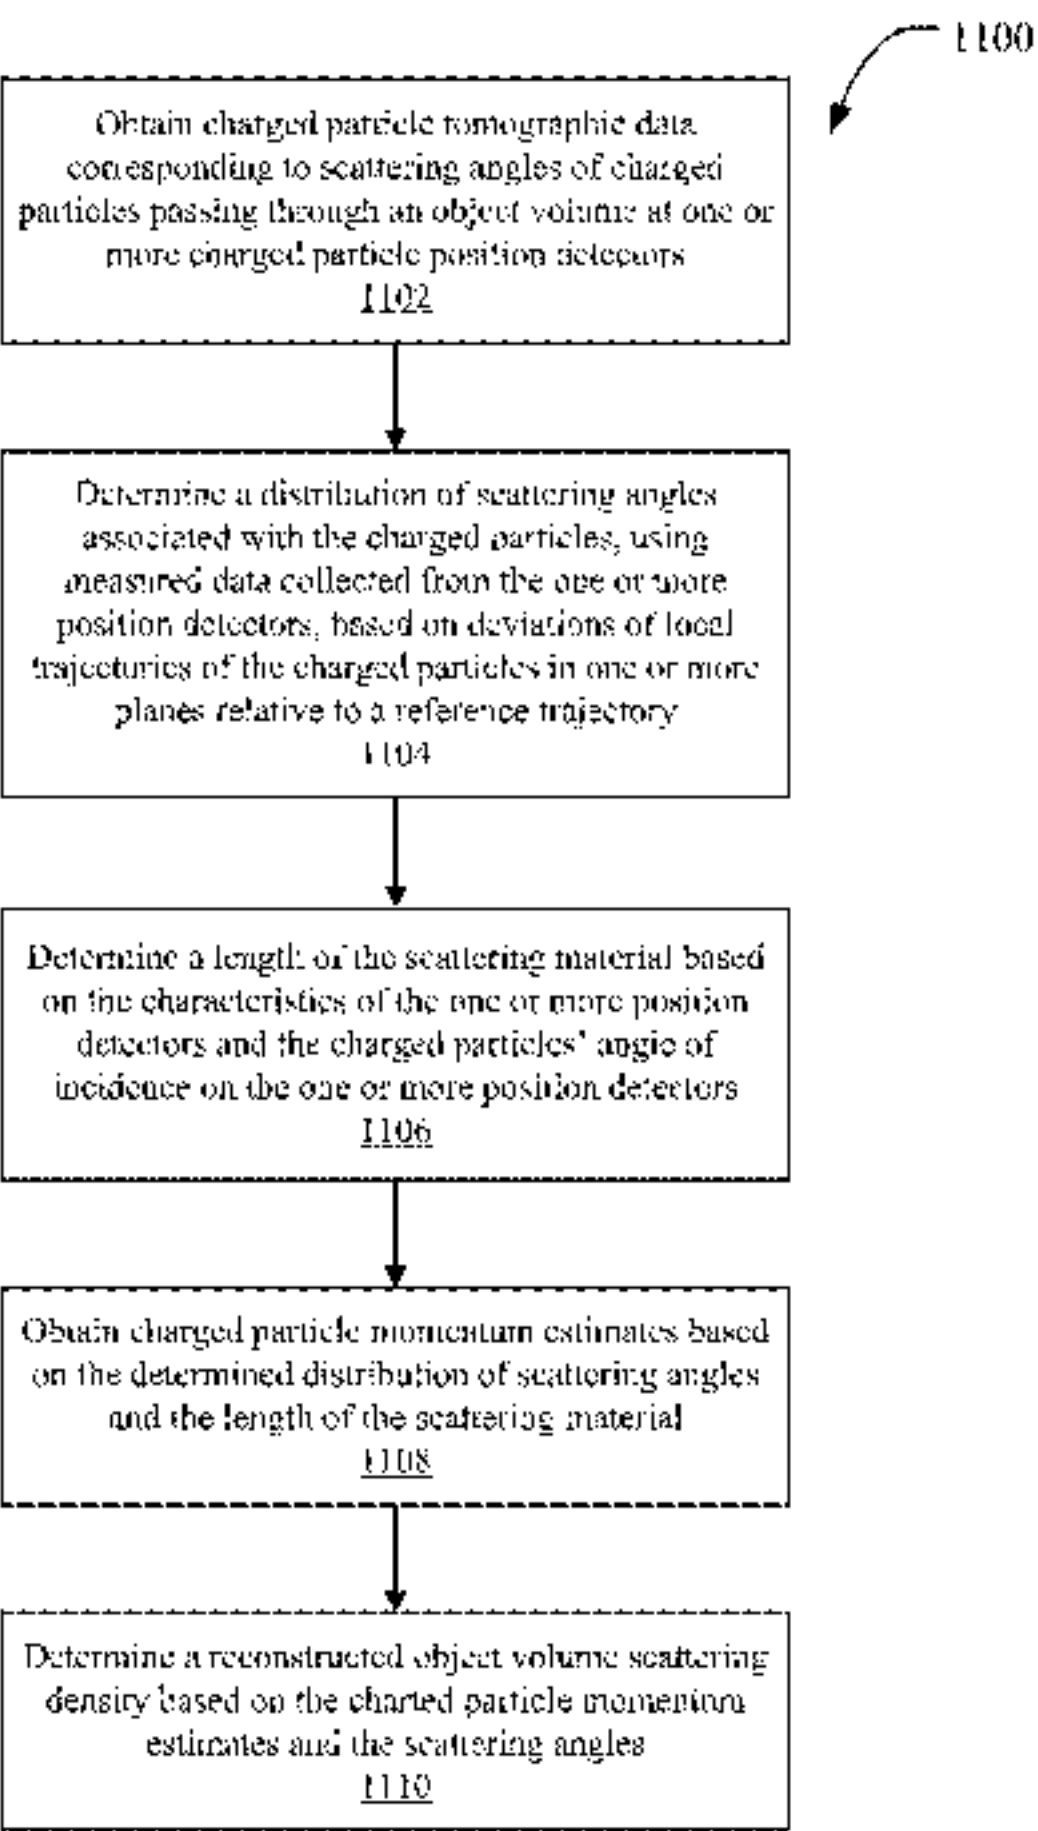 1100
Obtain charged particle tomographic data
corresponding to scattering angles of charged
particles passing through an object volume at one or
more charged particle position detectors
1102
Determine a distribution of scattering angles
associated with the charged particles, using
measured data collected from the one or more
position detectors, based on deviations of local
trajectories of the charged particles in one or more
planes relative to a reference trajectory
1104
Determine a length of the scattering material based
on the characteristics of the one or more position
detectors and the charged particles' angle of
incidence on the one or more position detectors
1106
Obtain charged particle momentum estimates based
on the determined distribution of scattering angles
and the length of the scattering material
1108
Determine a reconstructed object volume scattering
density based on the charted particle momentum
estimates and the scattering angles
1110